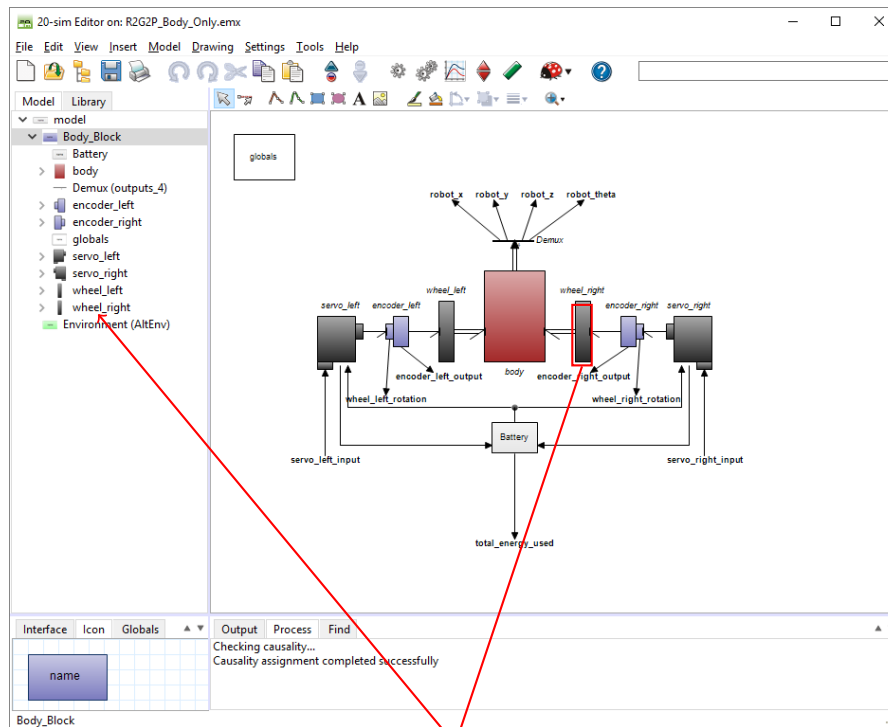 20-sim Editor on: R2G2P_Body_Only.emx
File Edit View Insert Model Drawing Settings Tools Help
Model Library
model
Body_Block
Battery
body
Demux (outputs_4)
encoder_left
encoder_right
globals
servo_left
servo_right
wheel_left
wheel_right
Environment (AltEnv)
A
globals
robot_x robot_y robot_z robot_theta
Demux
wheel_left wheel_right
servo_left encoder_left encoder_right servo_right
body
encoder_left_output encoder_right_output
wheel_left_rotation wheel_right_rotation
Battery
servo_left_input servo_right_input
total_energy_used
Interface Icon Globals
Output Process Find
Checking causality...
Causality assignment completed successfully
name
Body_Block